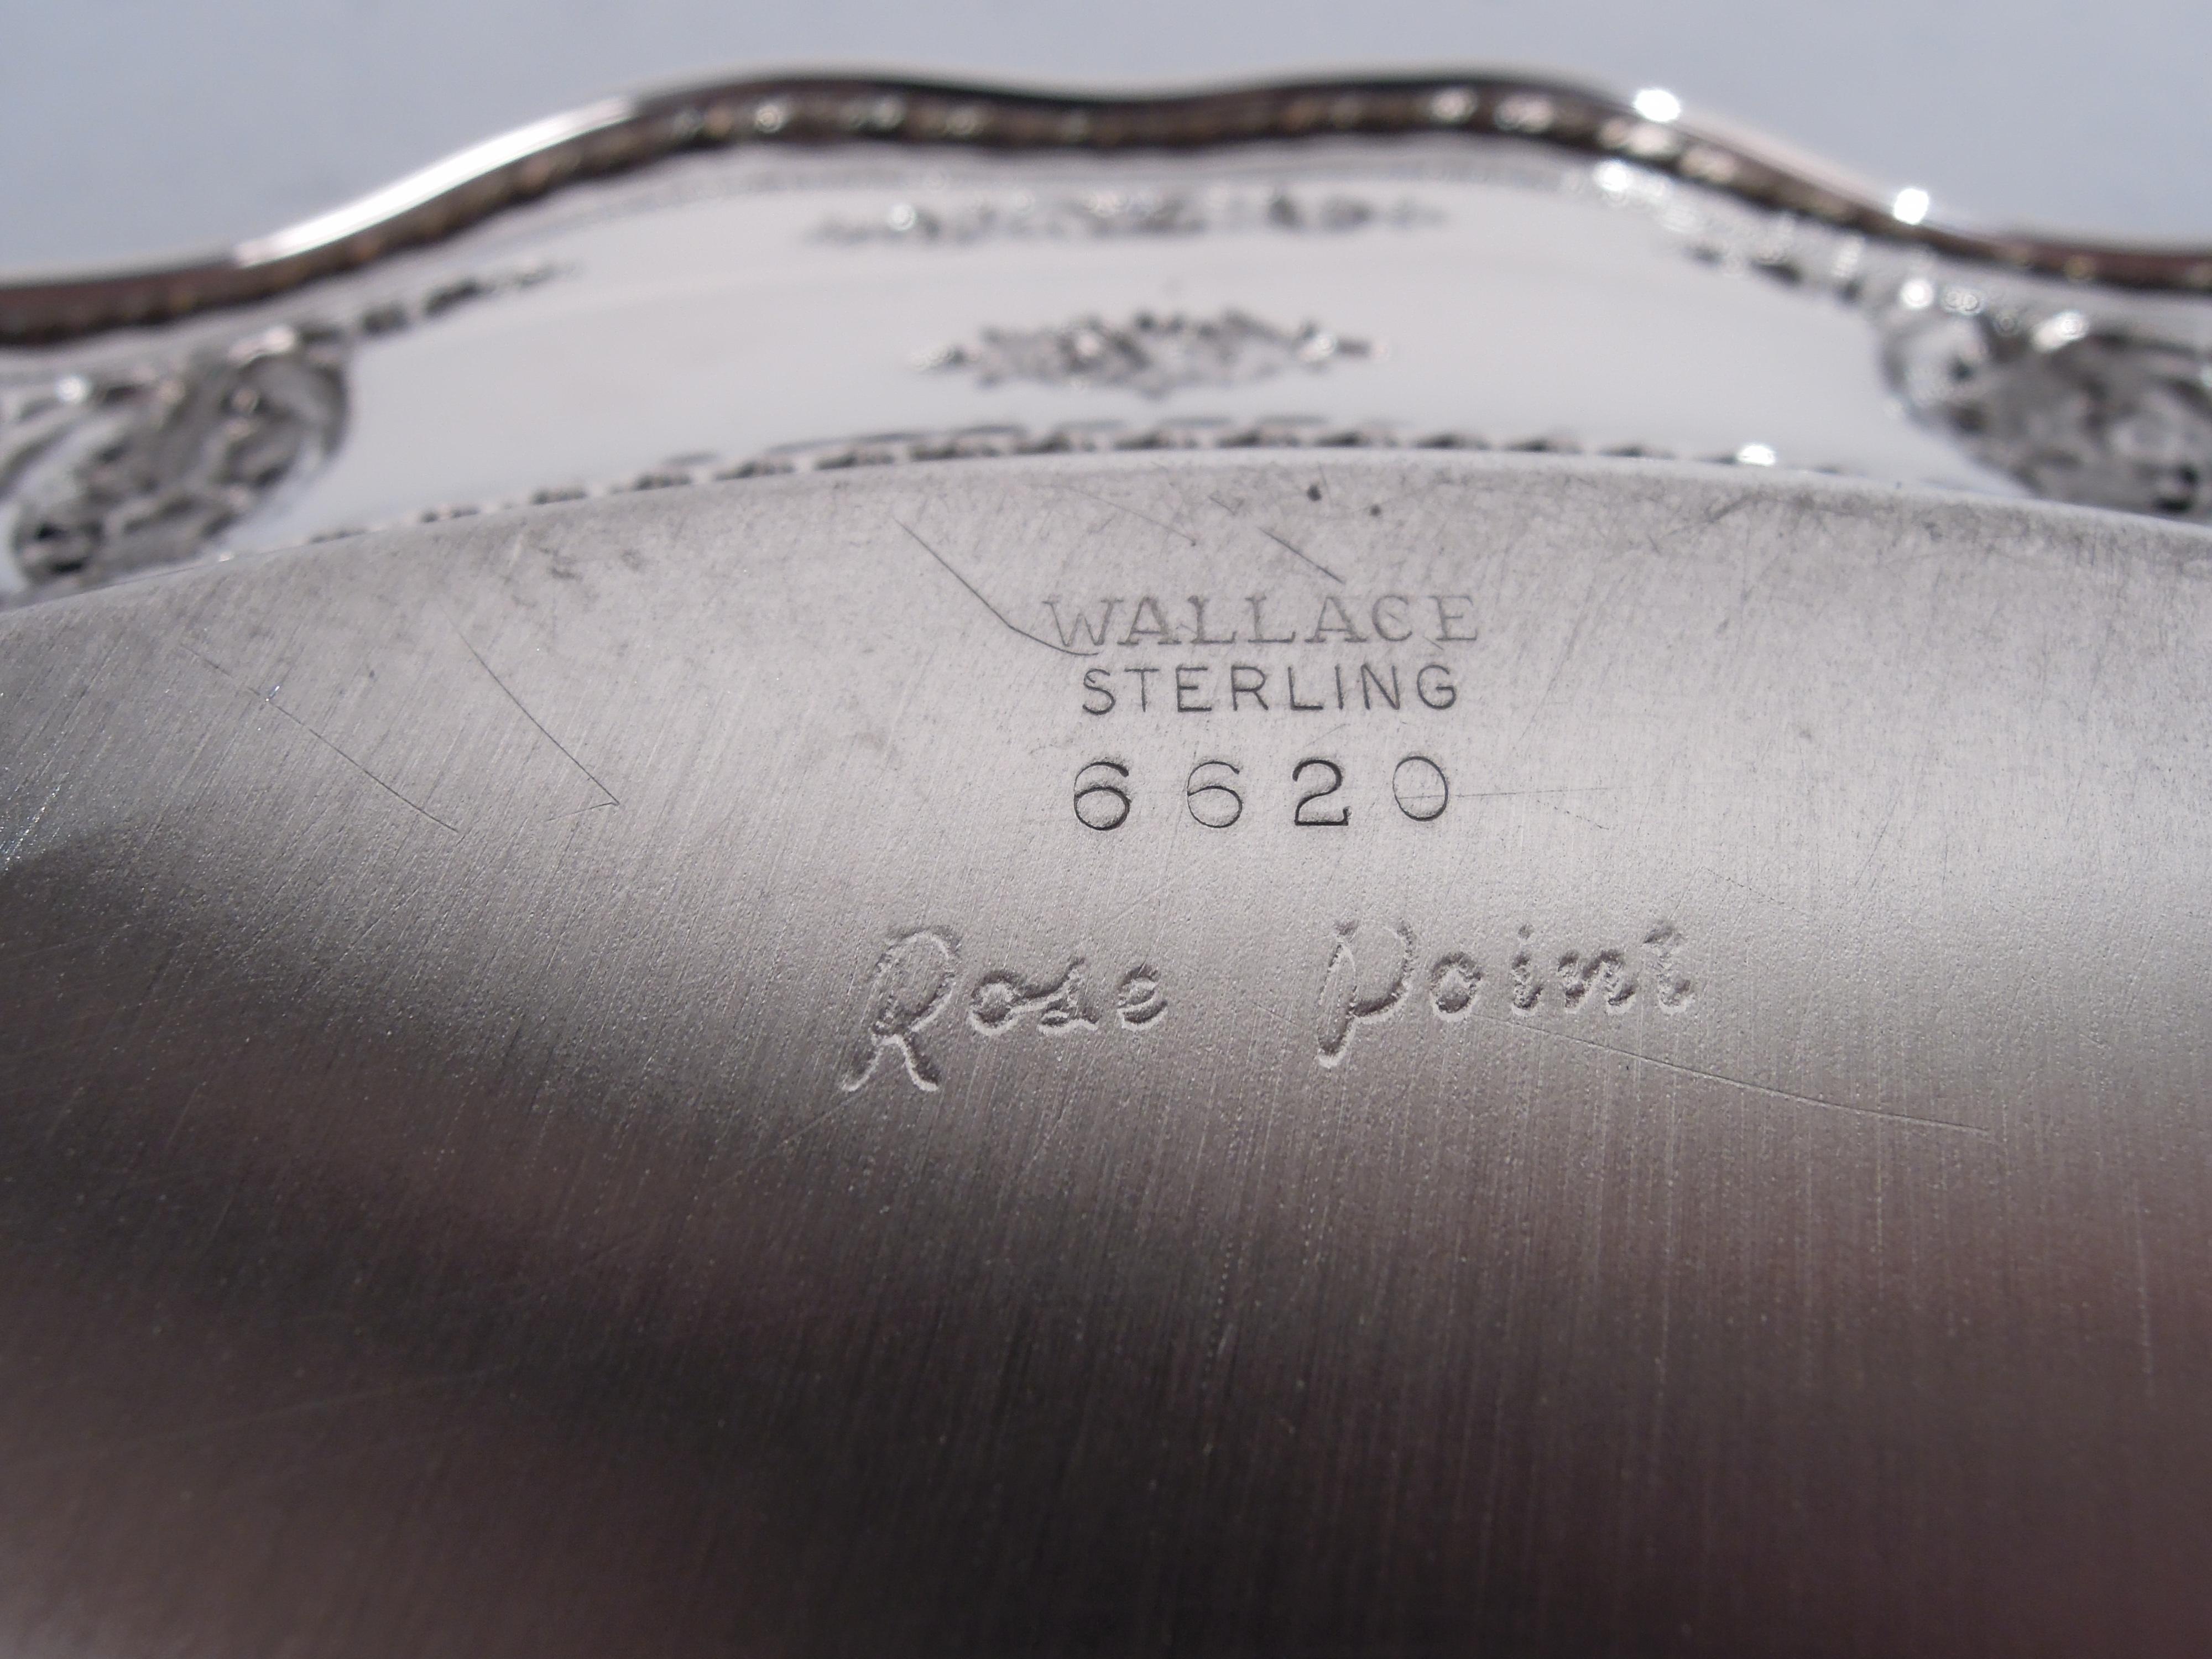 WALLACE
STERLING
6620
Rose Point